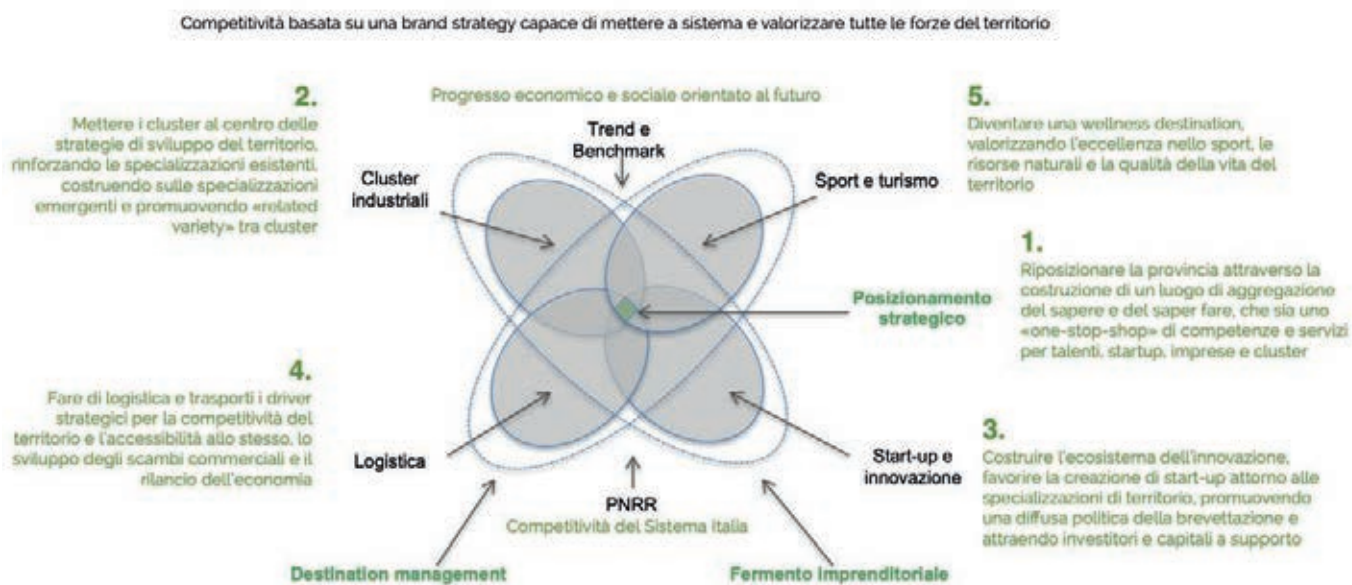 Competitività basata su una brand strategy capace di mettere a sistema e valorizzare tutte le forze del territorio
Progresso economico e sociale orientato al futuro
Trend e
Benchmark
2.
Mettere i cluster al centro delle
strategie di sviluppo del territorio,
rinforzando le specializzazioni esistenti,
costruendo sulle specializzazioni
emergenti e promuovendo «related
variety» tra cluster
Cluster
industriali
Sport e turismo
5.
Diventare una wellness destination,
valorizzando l'eccellenza nello sport, le
risorse naturali e la qualità della vita del
territorio
Posizionamento
strategico
1.
Riposizionare la provincia attraverso la
costruzione di un luogo di aggregazione
del sapere e del saper fare, che sia uno
«one-stop-shop» di competenze e servizi
per talenti, startup, imprese e cluster
4.
Fare di logistica e trasporti i driver
strategici per la competitività del
territorio e l'accessibilità allo stesso, lo
sviluppo degli scambi commerciali e il
rilancio dell'economia
Logistica
Start-up e
innovazione
3.
Costruire l'ecosistema dell'innovazione,
favorire la creazione di start-up attorno alle
specializzazioni di territorio, promuovendo
una diffusa politica della brevettazione e
attraendo investitori e capitali a supporto
PNRR
Competitività del Sistema Italia
Destination management
Fermento imprenditoriale